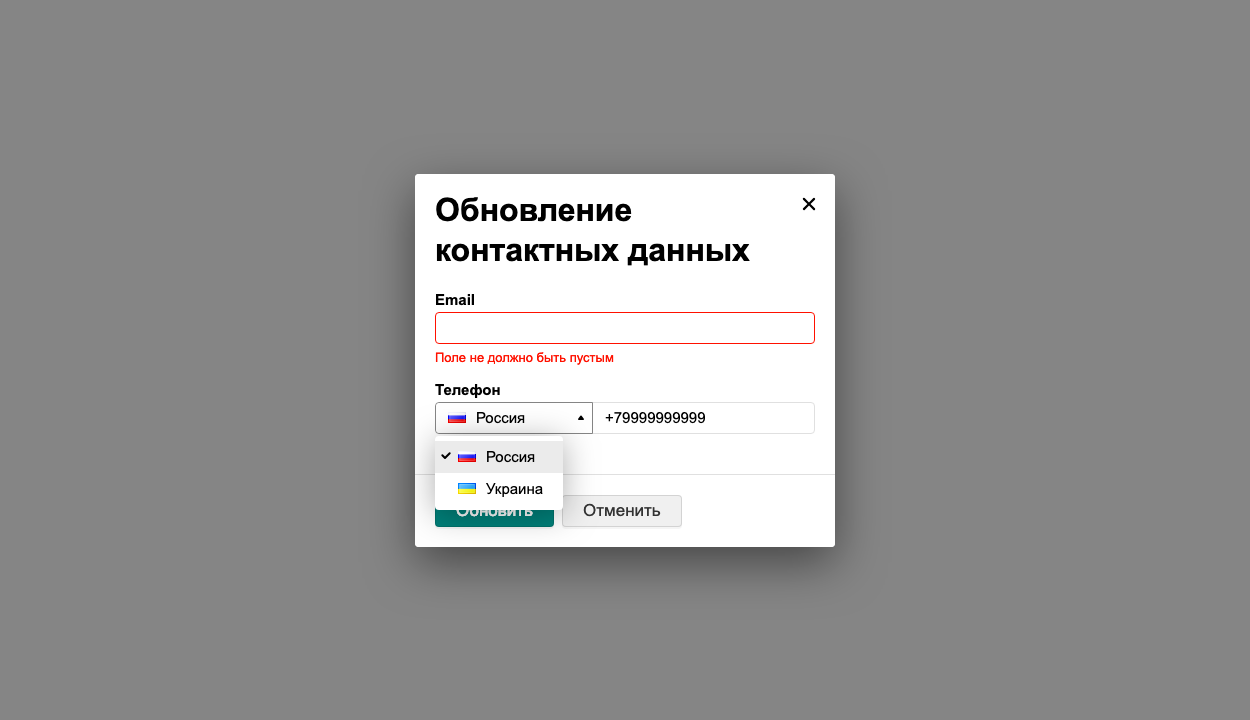 Обновление
контактных данных
Email
Поле не должно быть пустым
Телефон
Россия
+79999999999
Россия
Украина
Обновить
Отменить